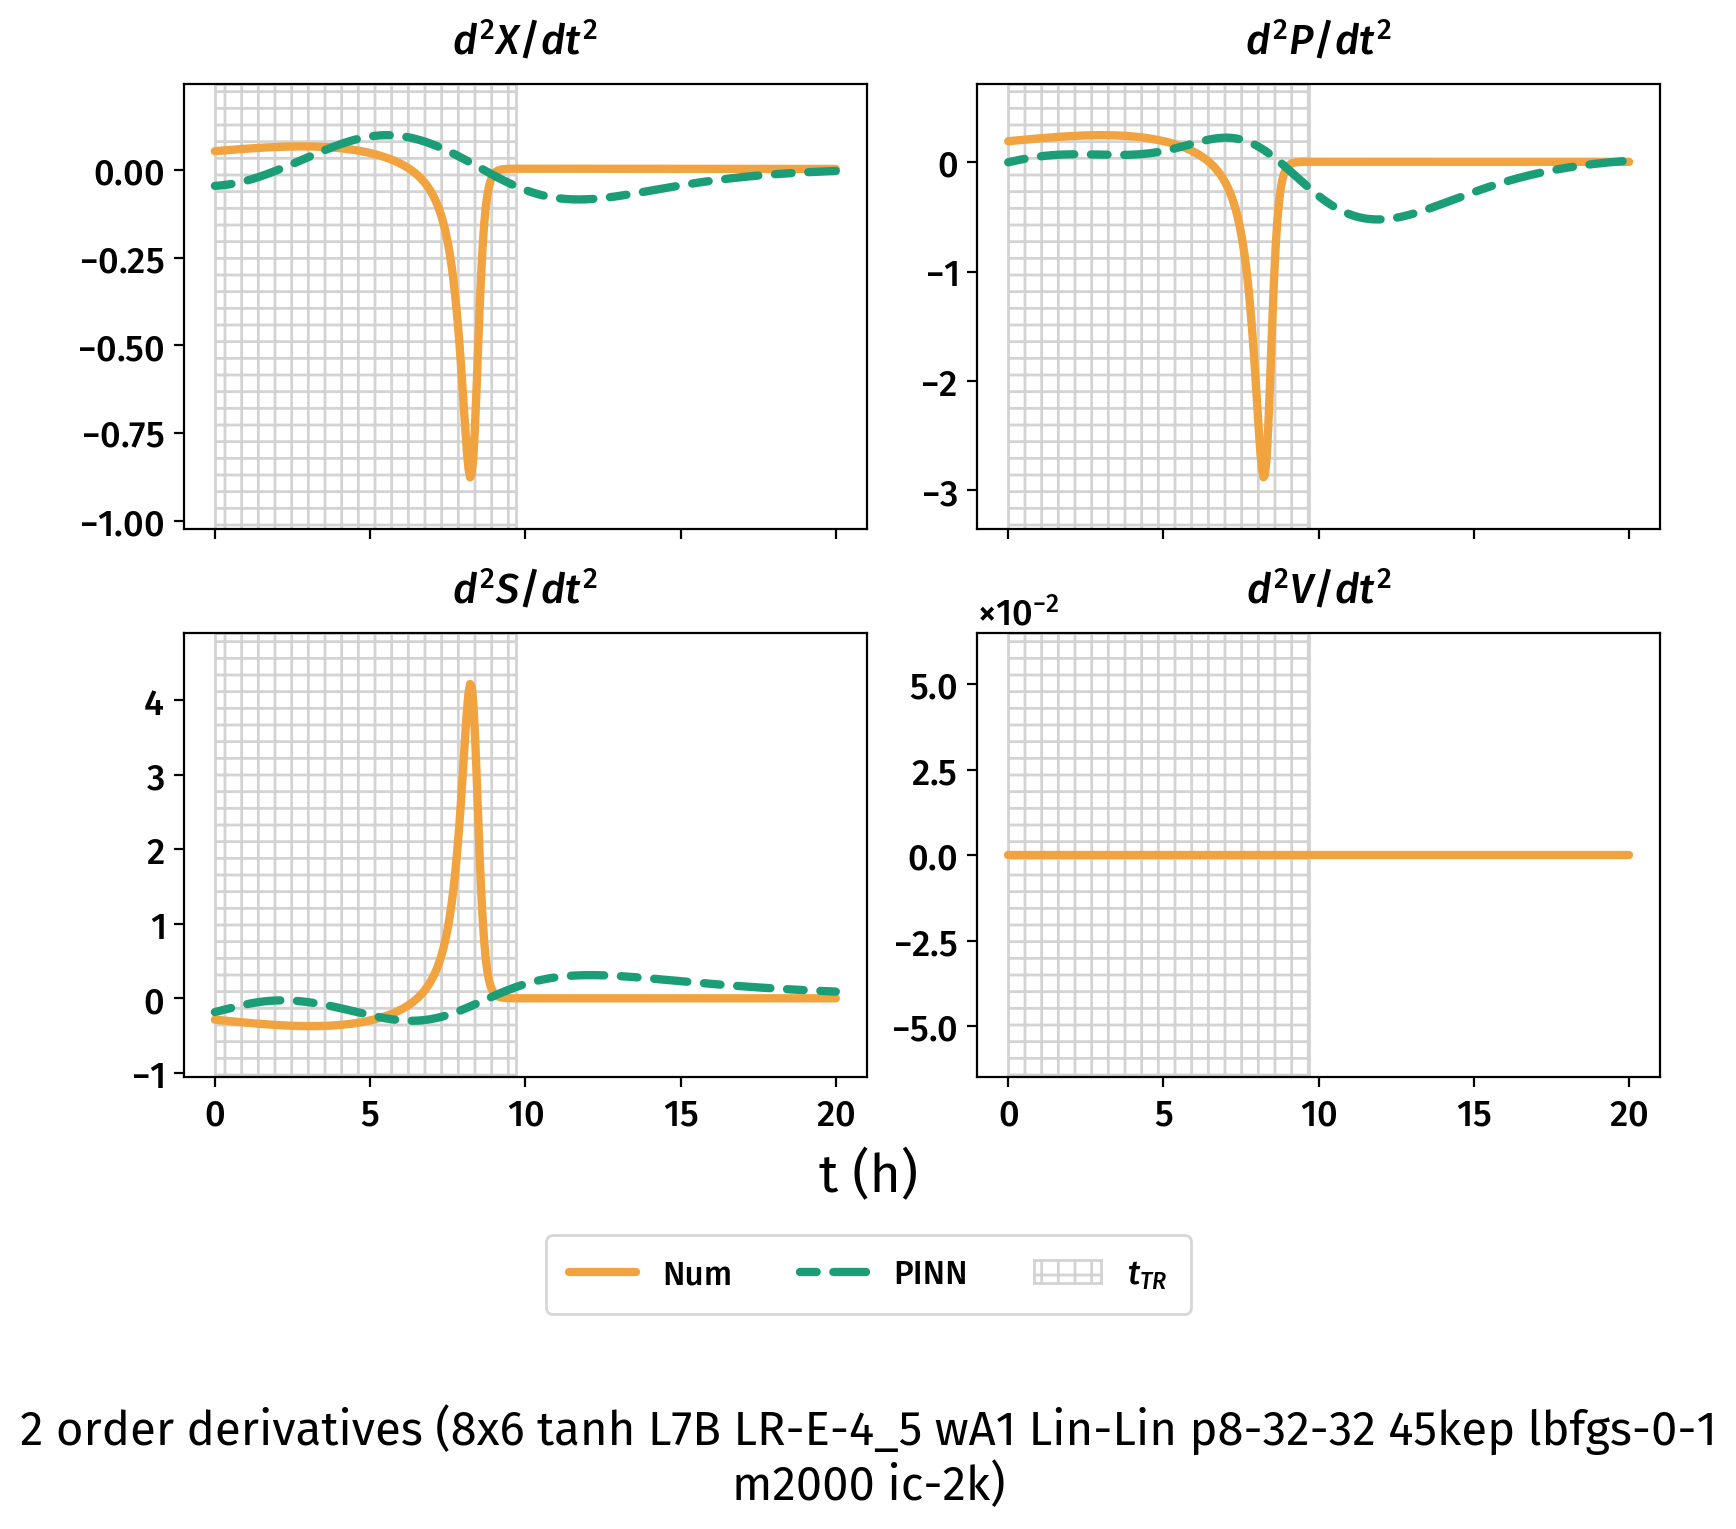 d²X/dt²
d²P/dt²
0.00
−0.25
−0.50
−0.75
−1.00
0
−1
−2
−3
d²S/dt²
d²V/dt²
×10⁻²
4
3
2
1
0
−1
5.0
2.5
0.0
−2.5
−5.0
0 5 10 15 20
0 5 10 15 20
t (h)
Num PINN t_TR
2 order derivatives (8x6 tanh L7B LR-E-4_5 wA1 Lin-Lin p8-32-32 45kep lbfgs-0-1
m2000 ic-2k)